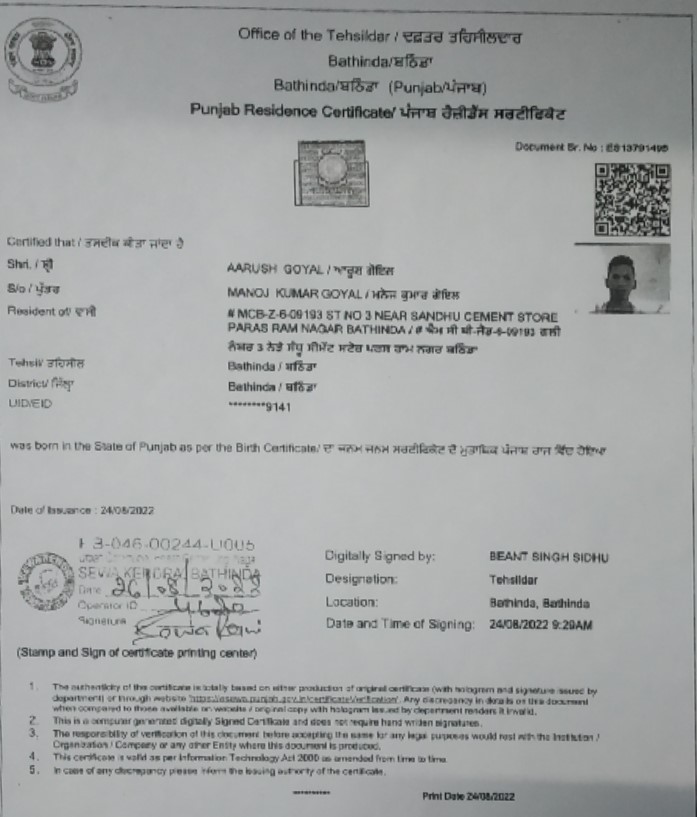 Office of the Tehsildar / ਦਫ਼ਤਰ ਤਹਿਸੀਲਦਾਰ
Bathinda/ਬਠਿੰਡਾ
Bathinda/ਬਠਿੰਡਾ (Punjab/ਪੰਜਾਬ)
Punjab Residence Certificate/ ਪੰਜਾਬ ਰੈਜ਼ੀਡੈਂਸ ਸਰਟੀਫਿਕੇਟ
Document Sr. No :
Certified that / ਤਸਦੀਕ ਕੀਤਾ ਜਾਂਦਾ ਹੈ
Shri. / ਸ਼੍ਰੀ AARUSH GOYAL / ਆਰੂਸ਼ ਗੋਇਲ
S/o / ਪੁੱਤਰ MANOJ KUMAR GOYAL / ਮਨੋਜ ਕੁਮਾਰ ਗੋਇਲ
Resident of/ ਵਾਸੀ # MCB-Z-6-09193 ST NO 3 NEAR SANDHU CEMENT STORE
PARAS RAM NAGAR BATHINDA / # ਐਮ ਸੀ ਬੀ-ਜੈਡ-6-09193 ਗਲੀ
ਨੰਬਰ 3 ਨੇੜੇ ਸੰਧੂ ਸੀਮੇਂਟ ਸਟੋਰ ਪਰਸ ਰਾਮ ਨਗਰ ਬਠਿੰਡਾ
Tehsil/ ਤਹਿਸੀਲ Bathinda / ਬਠਿੰਡਾ
District/ ਜਿਲ੍ਹਾ Bathinda / ਬਠਿੰਡਾ
UID/EID ********9141
was born in the State of Punjab as per the Birth Certificate/ ਦਾ ਜਨਮ ਜਨਮ ਸਰਟੀਫਿਕੇਟ ਦੇ ਮੁਤਾਬਿਕ ਪੰਜਾਬ ਰਾਜ ਵਿੱਚ ਹੋਇਆ
Date of Issuance : 24/08/2022
SEWA KENDRA, BATHINDA
Date 26/08/2022
Operator ID
Signature
(Stamp and Sign of certificate printing center)
Digitally Signed by: BEANT SINGH SIDHU
Designation: Tehsildar
Location: Bathinda, Bathinda
Date and Time of Signing: 24/08/2022 9:29AM
1. The authenticity of the certificate is totally based on either production of original certificate (with hologram and signature issued by
department) or through website 'https://esewa.punjab.gov.in/certificateVerification'. Any discrepancy in details on this document
when compared to those available on website / original copy with hologram issued by department renders it invalid.
2. This is a computer generated digitally Signed Certificate and does not require hand written signatures.
3. The responsibility of verification of this document before accepting the same for any legal purposes would rest with the Institution /
Organization / Company or any other Entity where this document is produced.
4. This certificate is valid as per Information Technology Act 2000 as amended from time to time.
5. In case of any discrepancy please inform the issuing authority of the certificate.
Print Date 24/08/2022